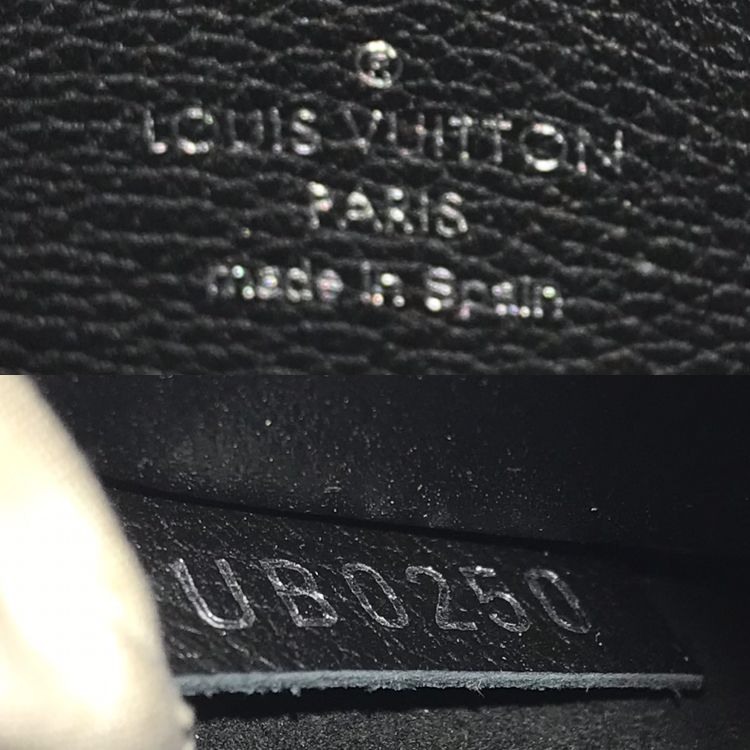 ®
LOUIS VUITTON
PARIS
made in Spain
UB0250